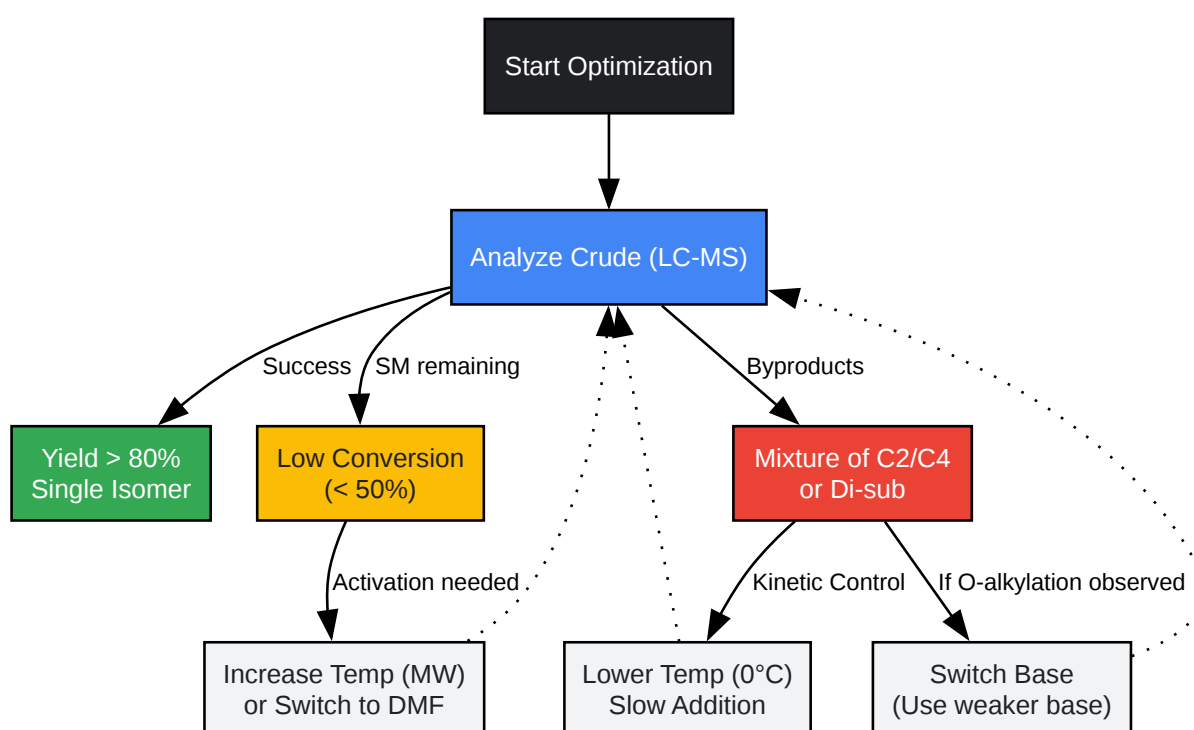 Start Optimization
Analyze Crude (LC-MS)
Success
SM remaining
Byproducts
Yield > 80%
Single Isomer
Low Conversion
(< 50%)
Mixture of C2/C4
or Di-sub
Activation needed
Kinetic Control
If O-alkylation observed
Increase Temp (MW)
or Switch to DMF
Lower Temp (0°C)
Slow Addition
Switch Base
(Use weaker base)